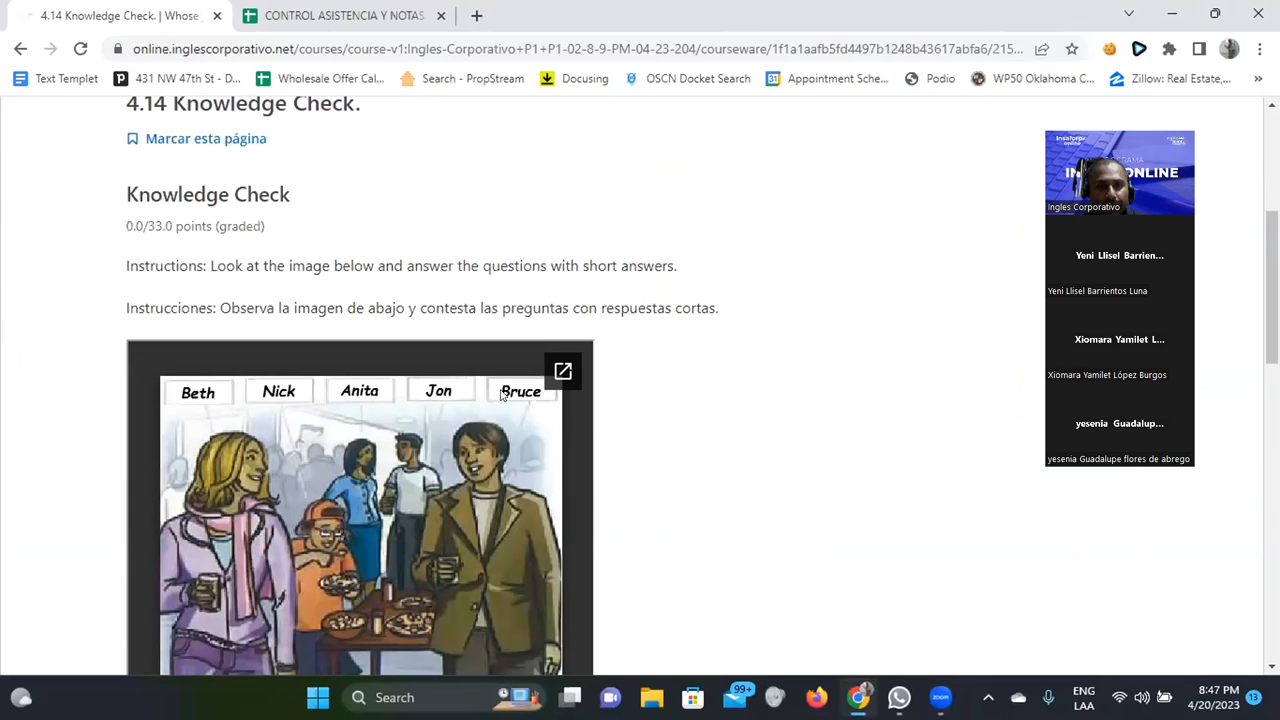 4.14 Knowledge Check. | Whose
CONTROL ASISTENCIA Y NOTAS
online.inglescorporativo.net/courses/course-v1:Ingles-Corporativo+P1+P1-02-8-9-PM-04-23-204/courseware/1f1a1aafb5fd4497b1248b43617abfa6/215...
Text Templet
431 NW 47th St - D...
Wholesale Offer Cal...
Search - PropStream
Docusing
OSCN Docket Search
Appointment Sche...
Podio
WP50 Oklahoma C...
Zillow: Real Estate,...
4.14 Knowledge Check.
Marcar esta página
Knowledge Check
0.0/33.0 points (graded)
Instructions: Look at the image below and answer the questions with short answers.
Instrucciones: Observa la imagen de abajo y contesta las preguntas con respuestas cortas.
Beth Nick Anita Jon Bruce
Ingles Corporativo
Yeni Llisel Barrien...
Yeni Llisel Barrientos Luna
Xiomara Yamilet L...
Xiomara Yamilet López Burgos
yesenia Guadalup...
yesenia Guadalupe flores de abrego
Search
99+
zoom
ENG
LAA
8:47 PM
4/20/2023
13